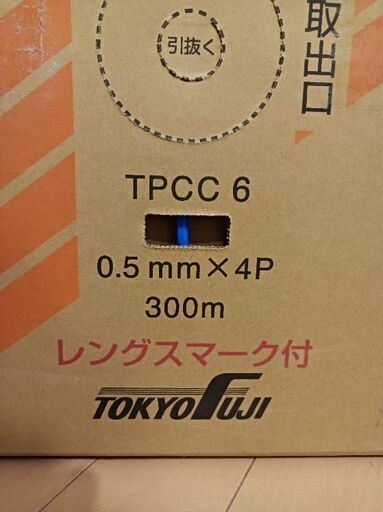 引抜く
取出口
TPCC 6
0.5 mm×4P
300m
レングスマーク付
TOKYO FUJI